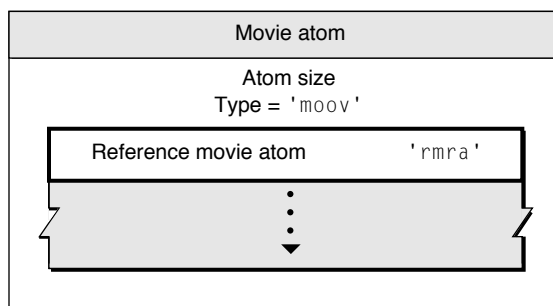 Movie atom
Atom size
Type = 'moov'
Reference movie atom 'rmra'